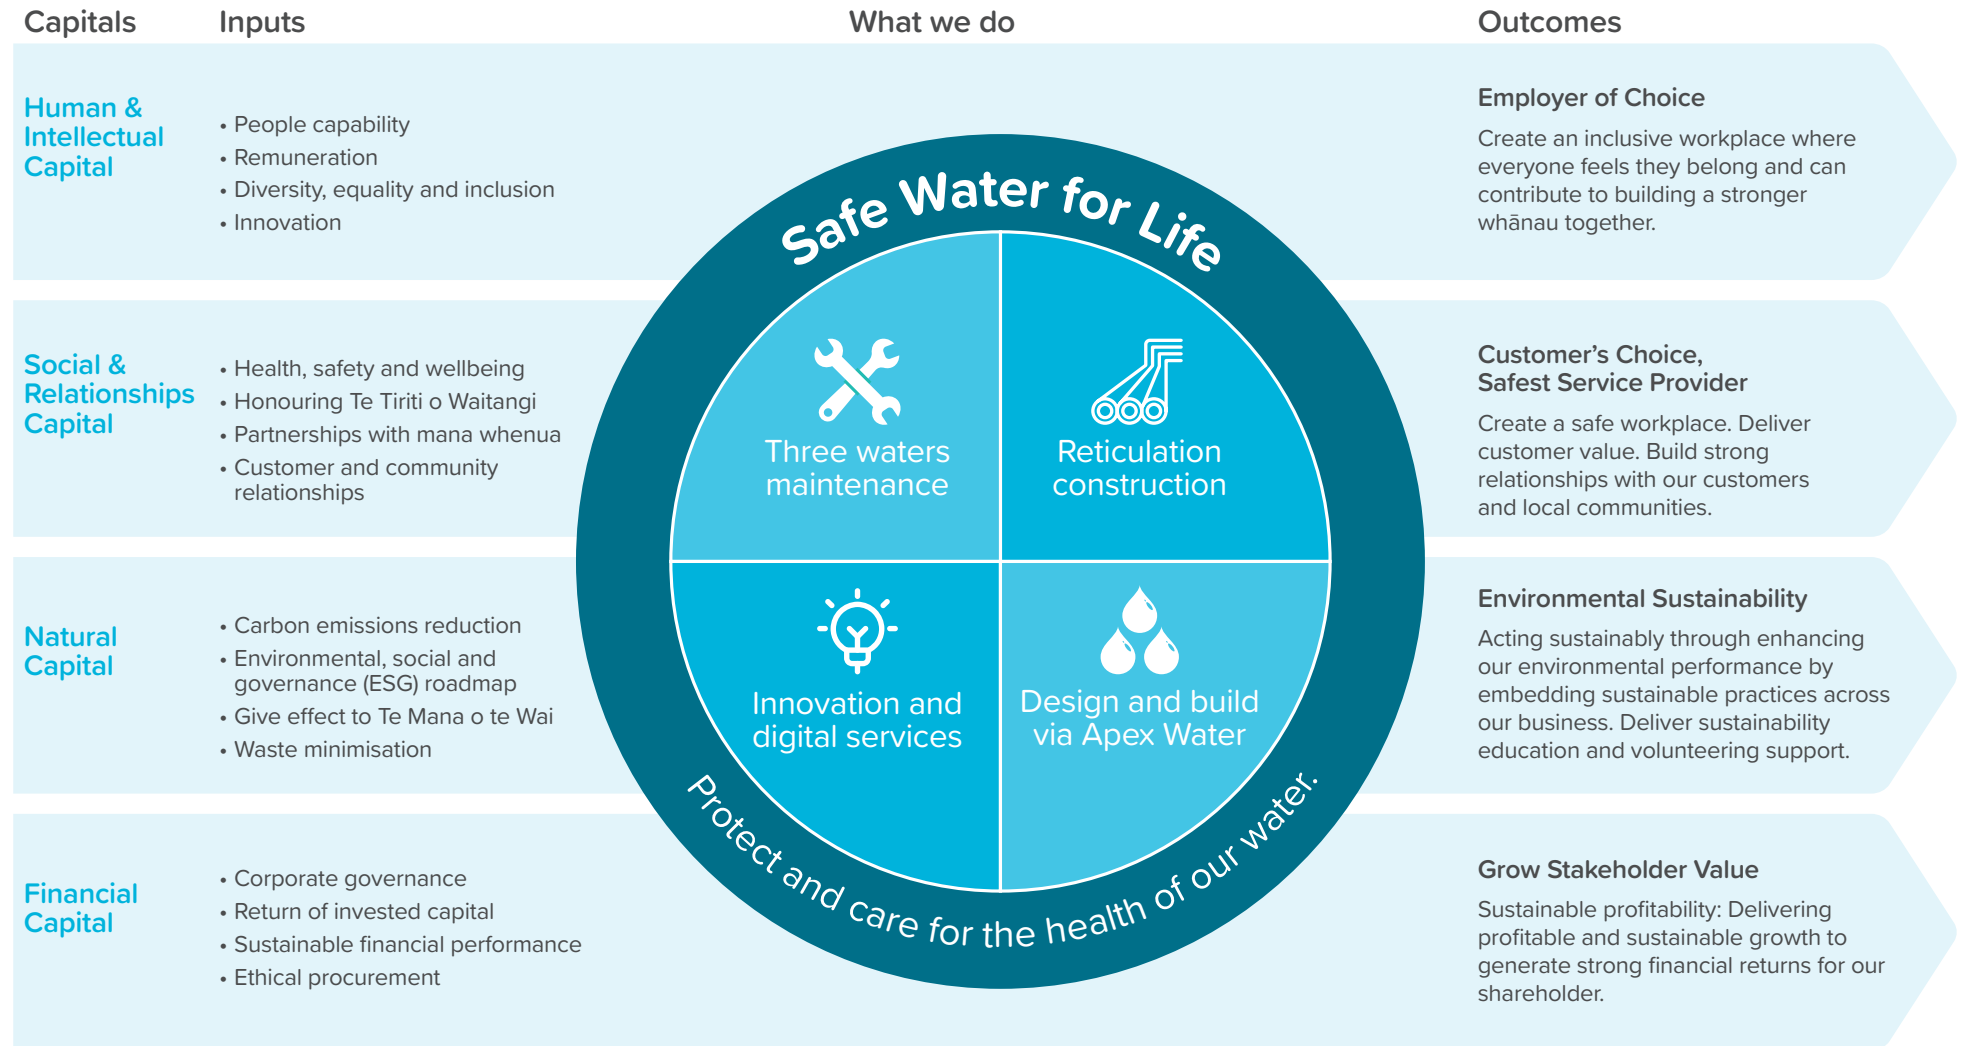 Capitals
Inputs
What we do
Outcomes
Human &
Intellectual
Capital
• People capability
• Remuneration
• Diversity, equality and inclusion
• Innovation
Employer of Choice
Create an inclusive workplace where
everyone feels they belong and can
contribute to building a stronger
whānau together.
Social &
Relationships
Capital
• Health, safety and wellbeing
• Honouring Te Tiriti o Waitangi
• Partnerships with mana whenua
• Customer and community
relationships
Customer’s Choice,
Safest Service Provider
Create a safe workplace. Deliver
customer value. Build strong
relationships with our customers
and local communities.
Natural
Capital
• Carbon emissions reduction
• Environmental, social and
governance (ESG) roadmap
• Give effect to Te Mana o te Wai
• Waste minimisation
Environmental Sustainability
Acting sustainably through enhancing
our environmental performance by
embedding sustainable practices across
our business. Deliver sustainability
education and volunteering support.
Financial
Capital
• Corporate governance
• Return of invested capital
• Sustainable financial performance
• Ethical procurement
Grow Stakeholder Value
Sustainable profitability: Delivering
profitable and sustainable growth to
generate strong financial returns for our
shareholder.
Safe Water for Life
Three waters
maintenance
Reticulation
construction
Innovation and
digital services
Design and build
via Apex Water
Protect and care for the health of our water.